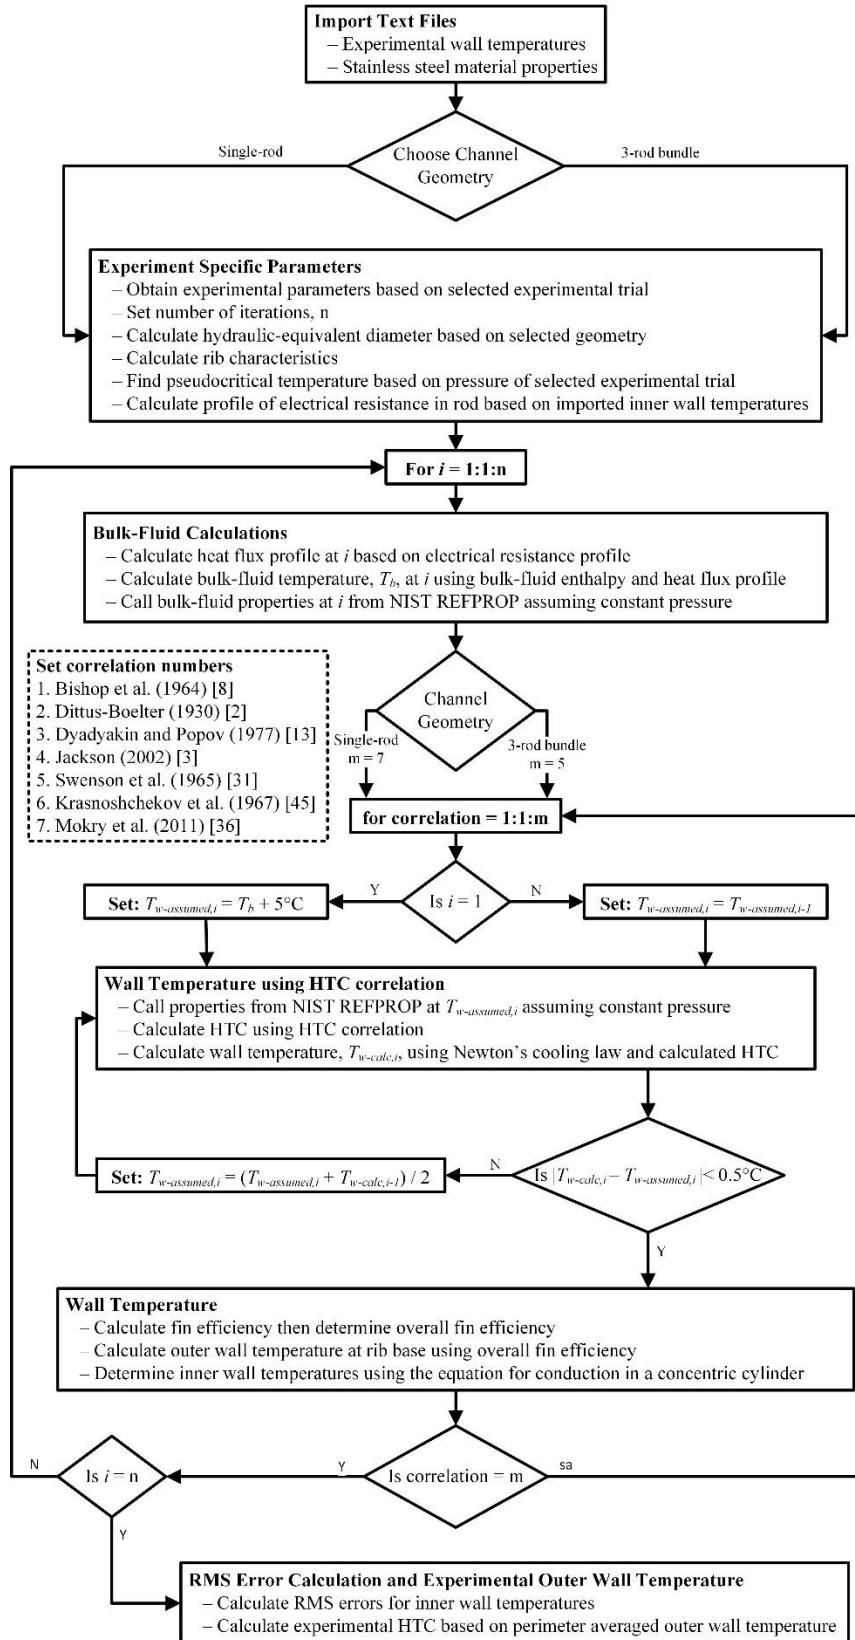 Import Text Files
– Experimental wall temperatures
– Stainless steel material properties
Single-rod
Choose Channel
Geometry
3-rod bundle
Experiment Specific Parameters
– Obtain experimental parameters based on selected experimental trial
– Set number of iterations, n
– Calculate hydraulic-equivalent diameter based on selected geometry
– Calculate rib characteristics
– Find pseudocritical temperature based on pressure of selected experimental trial
– Calculate profile of electrical resistance in rod based on imported inner wall temperatures
For i = 1:1:n
Bulk-Fluid Calculations
– Calculate heat flux profile at i based on electrical resistance profile
– Calculate bulk-fluid temperature, T_b, at i using bulk-fluid enthalpy and heat flux profile
– Call bulk-fluid properties at i from NIST REFPROP assuming constant pressure
Set correlation numbers
1. Bishop et al. (1964) [8]
2. Dittus-Boelter (1930) [2]
3. Dyadyakin and Popov (1977) [13]
4. Jackson (2002) [3]
5. Swenson et al. (1965) [31]
6. Krasnoshchekov et al. (1967) [45]
7. Mokry et al. (2011) [36]
Channel
Geometry
Single-rod
m = 7
3-rod bundle
m = 5
for correlation = 1:1:m
Set: T_w-assumed,i = T_b + 5°C
Y
Is i = 1
N
Set: T_w-assumed,i = T_w-assumed,i-1
Wall Temperature using HTC correlation
– Call properties from NIST REFPROP at T_w-assumed,i assuming constant pressure
– Calculate HTC using HTC correlation
– Calculate wall temperature, T_w-calc,i, using Newton's cooling law and calculated HTC
Set: T_w-assumed,i = (T_w-assumed,i + T_w-calc,i-1) / 2
N
Is |T_w-calc,i – T_w-assumed,i| < 0.5°C
Y
Wall Temperature
– Calculate fin efficiency then determine overall fin efficiency
– Calculate outer wall temperature at rib base using overall fin efficiency
– Determine inner wall temperatures using the equation for conduction in a concentric cylinder
N
Is i = n
Y
Is correlation = m
sa
Y
RMS Error Calculation and Experimental Outer Wall Temperature
– Calculate RMS errors for inner wall temperatures
– Calculate experimental HTC based on perimeter averaged outer wall temperature